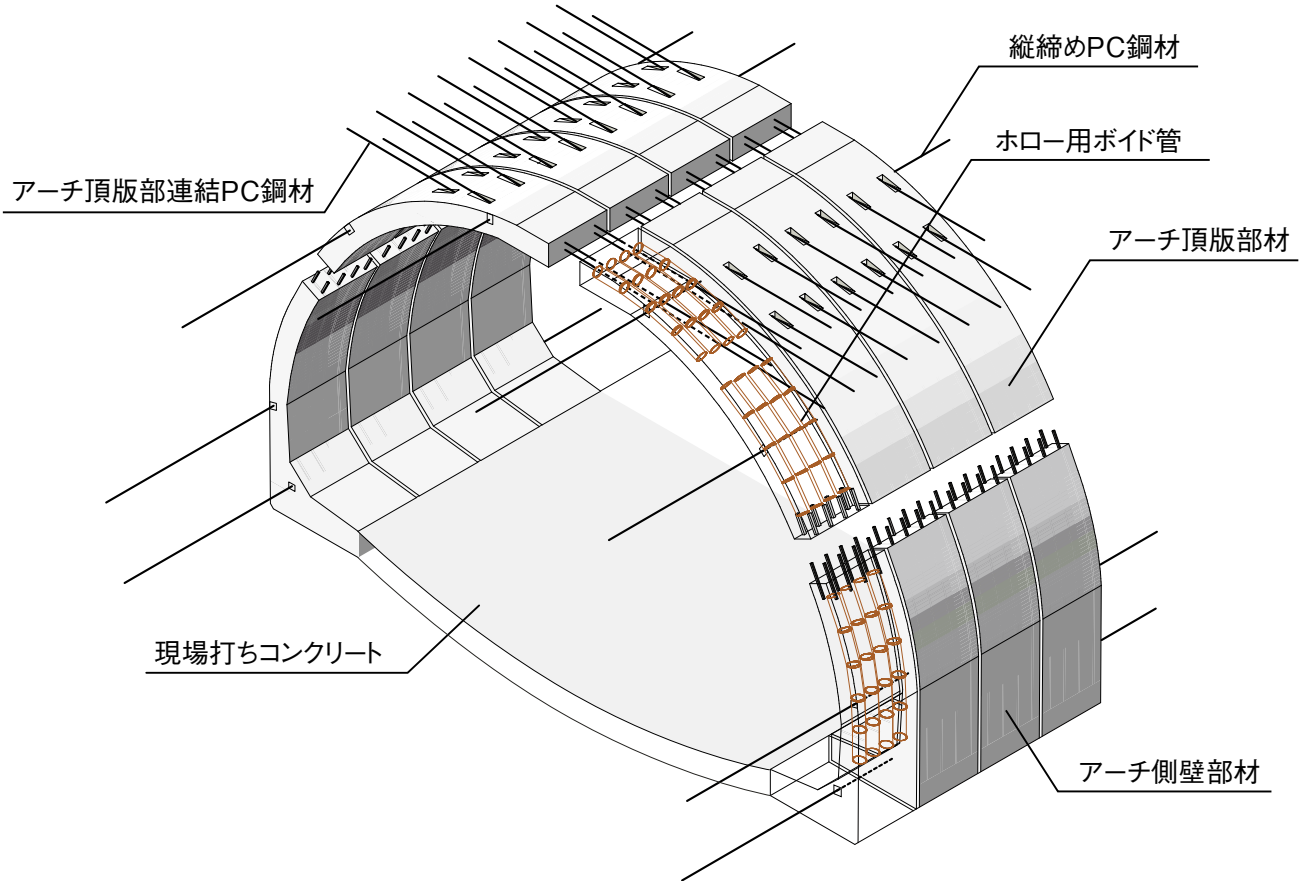 縦締めPC鋼材
ホロー用ボイド管
アーチ頂版部連結PC鋼材
アーチ頂版部材
現場打ちコンクリート
アーチ側壁部材